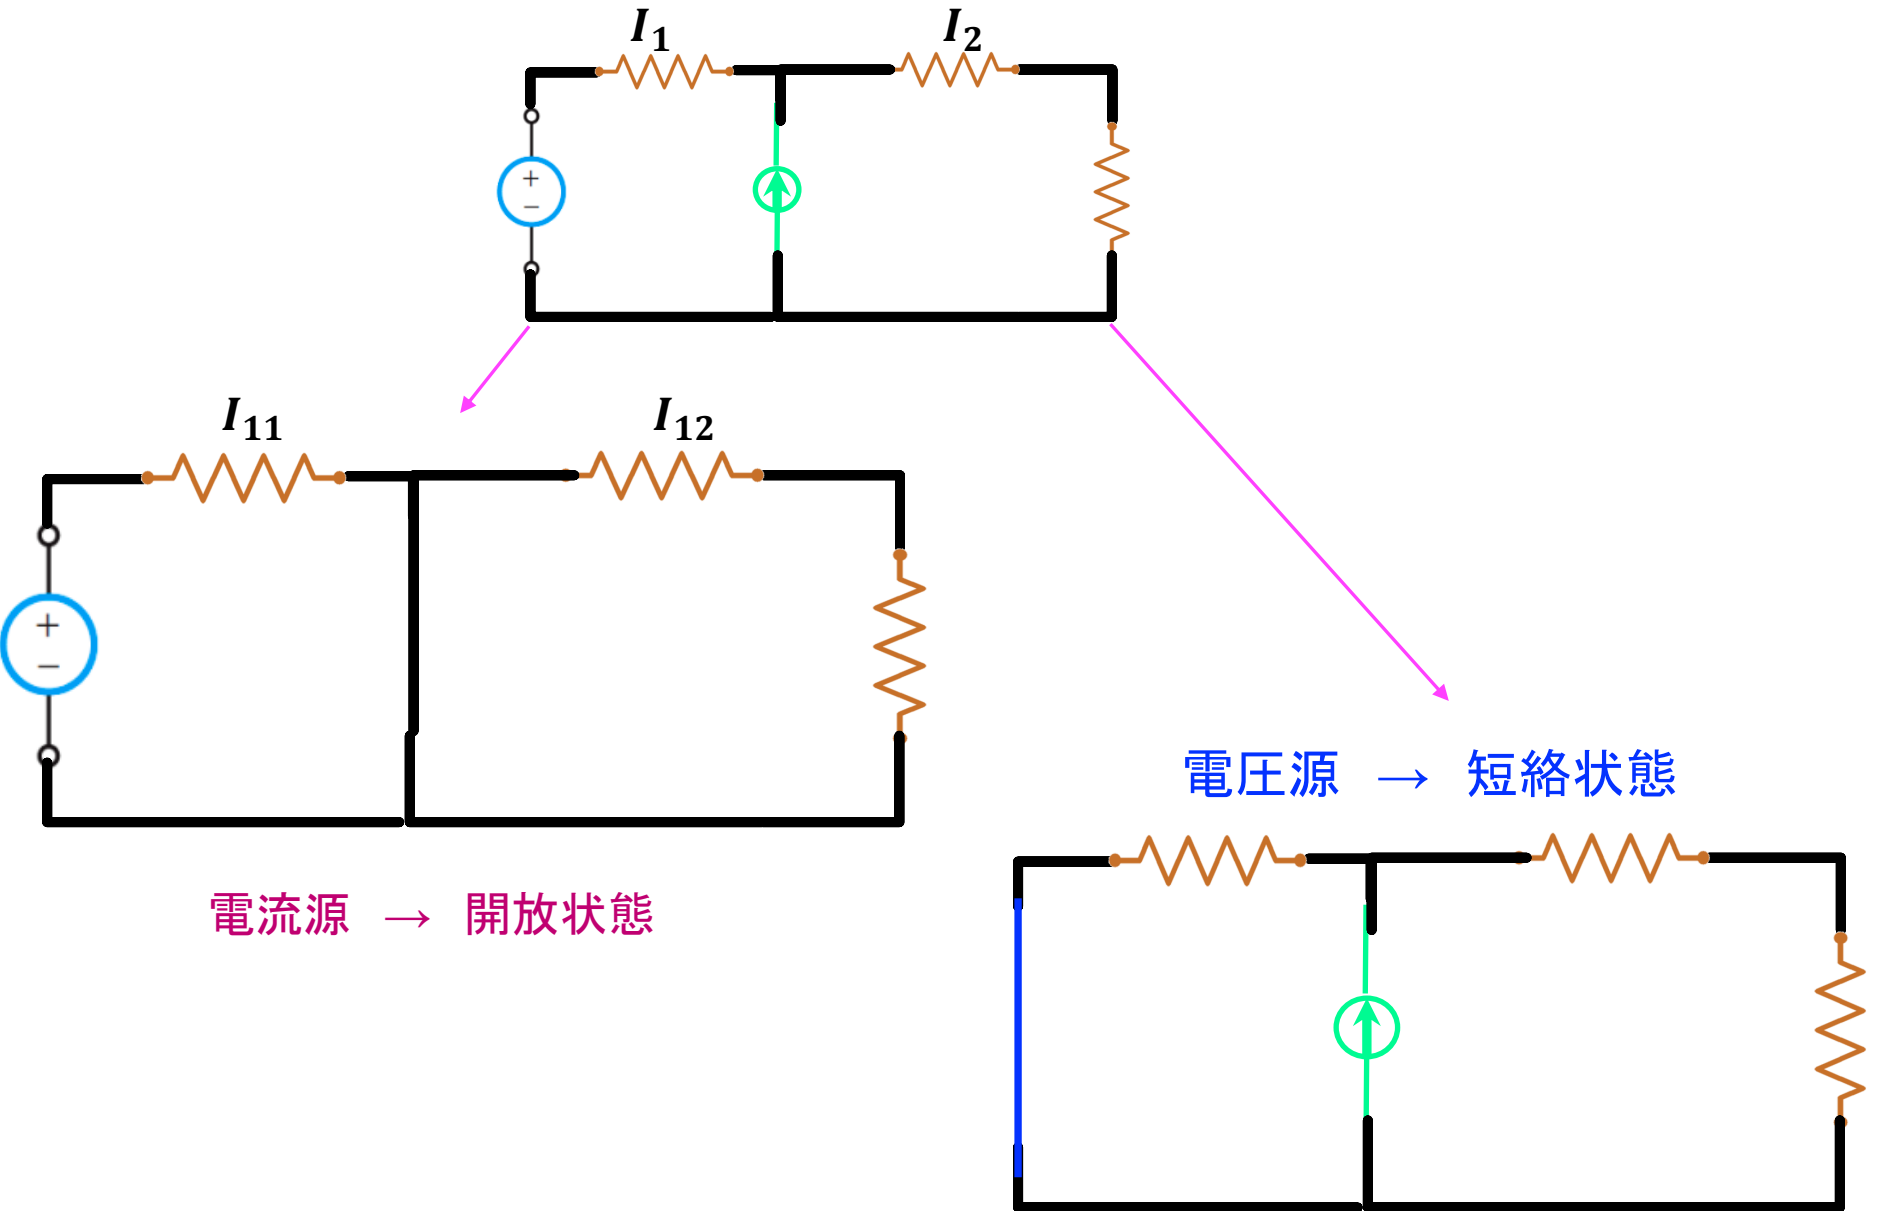 I₁ I₂
+
−
I₁₁ I₁₂
+
−
電圧源 → 短絡状態
電流源 → 開放状態